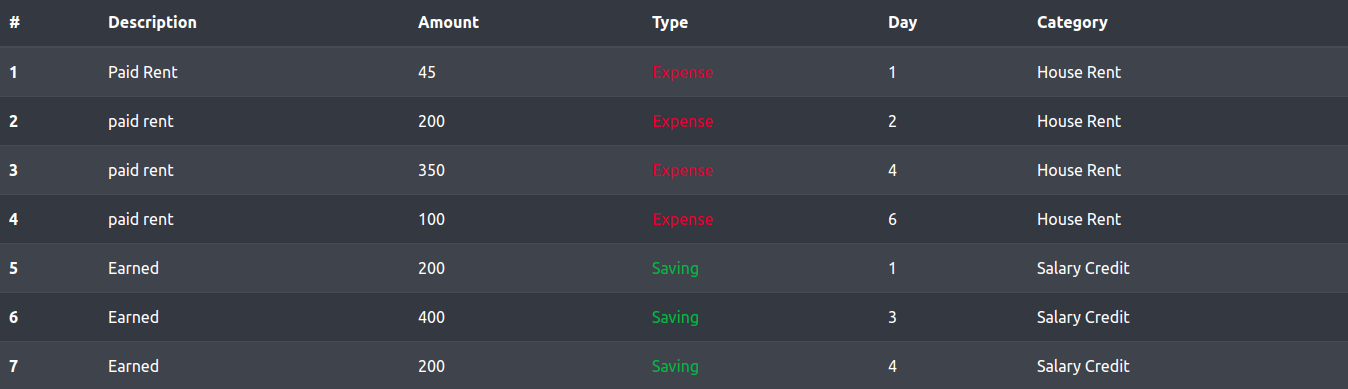 # Description Amount Type Day Category
1 Paid Rent 45 Expense 1 House Rent
2 paid rent 200 Expense 2 House Rent
3 paid rent 350 Expense 4 House Rent
4 paid rent 100 Expense 6 House Rent
5 Earned 200 Saving 1 Salary Credit
6 Earned 400 Saving 3 Salary Credit
7 Earned 200 Saving 4 Salary Credit